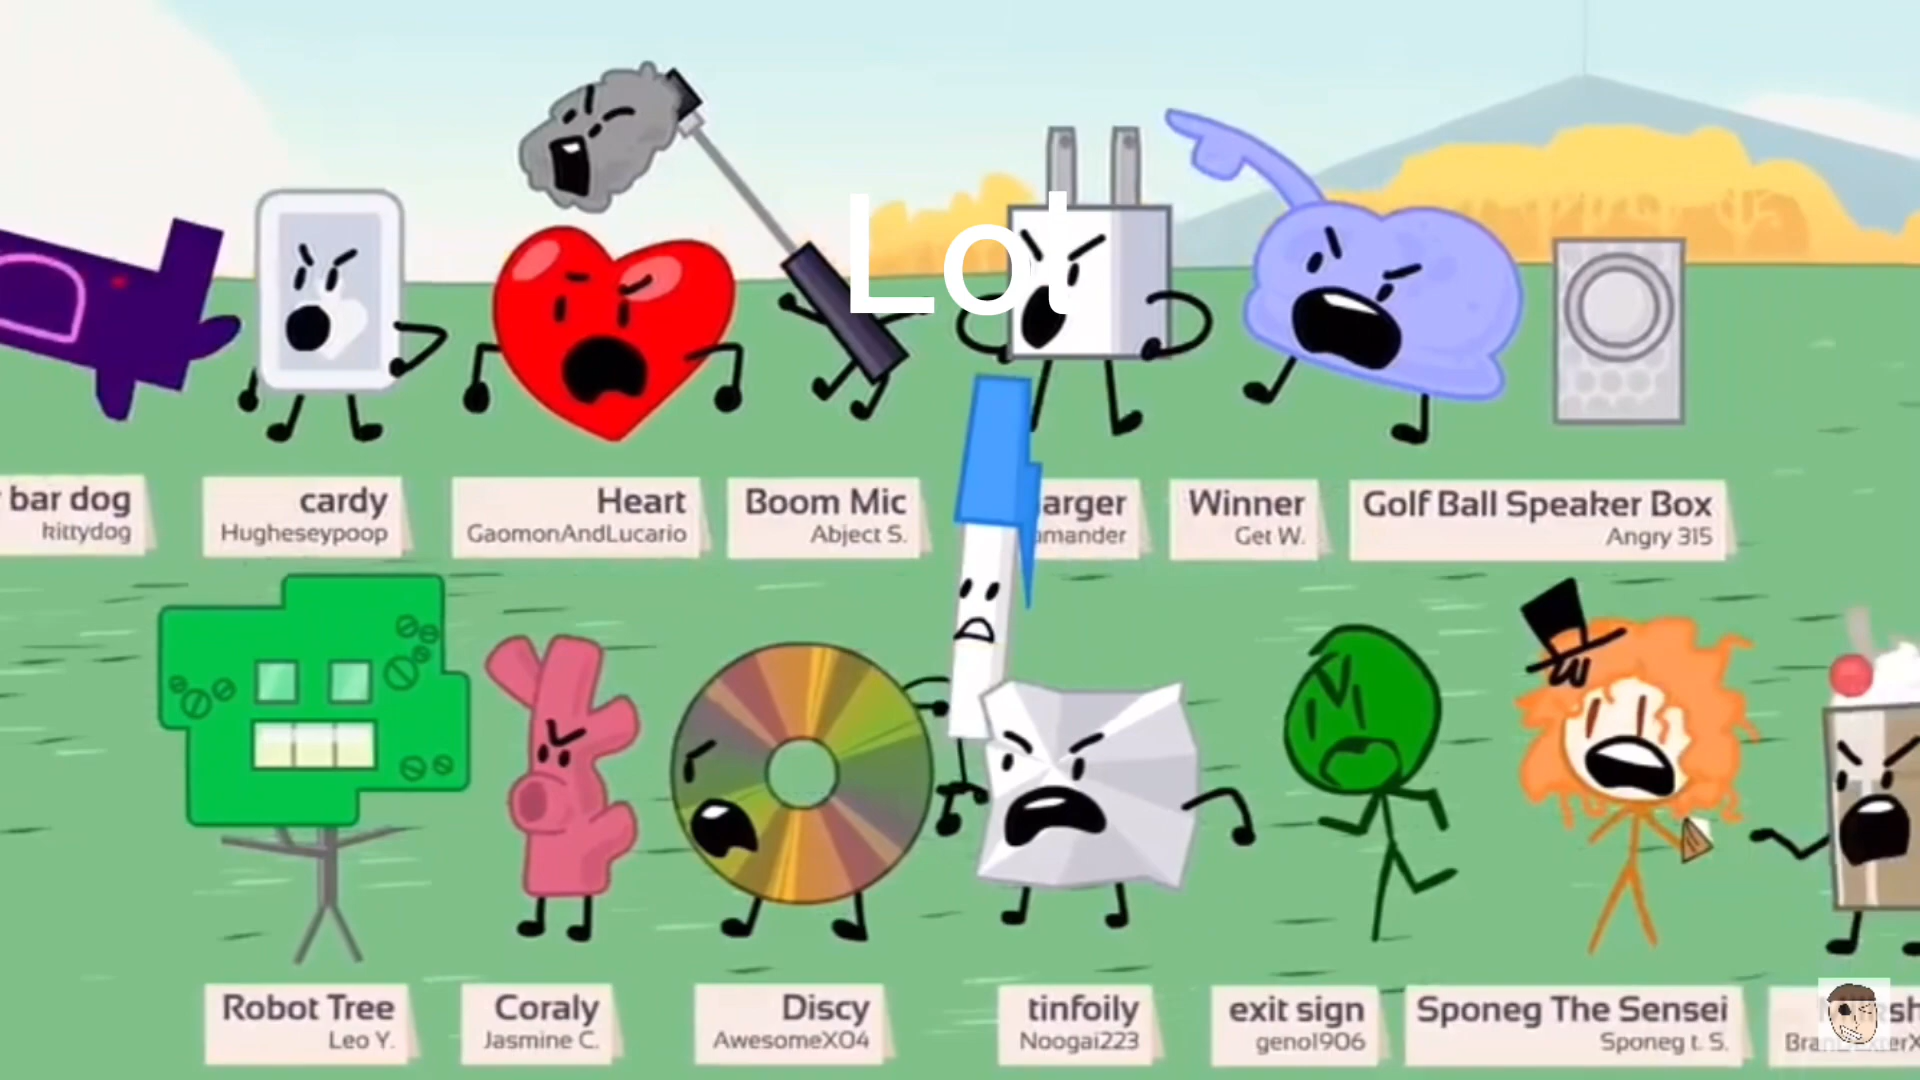 Lot
bar dog
kittydog
cardy
Hugheseypoop
Heart
GaomonAndLucario
Boom Mic
Abject S.
arger
mander
Winner
Get W.
Golf Ball Speaker Box
Angry 315
Robot Tree
Leo Y.
Coraly
Jasmine C.
Discy
AwesomeX04
tinfoily
Noogai223
exit sign
geno1906
Sponeg The Sensei
Sponeg t. S.